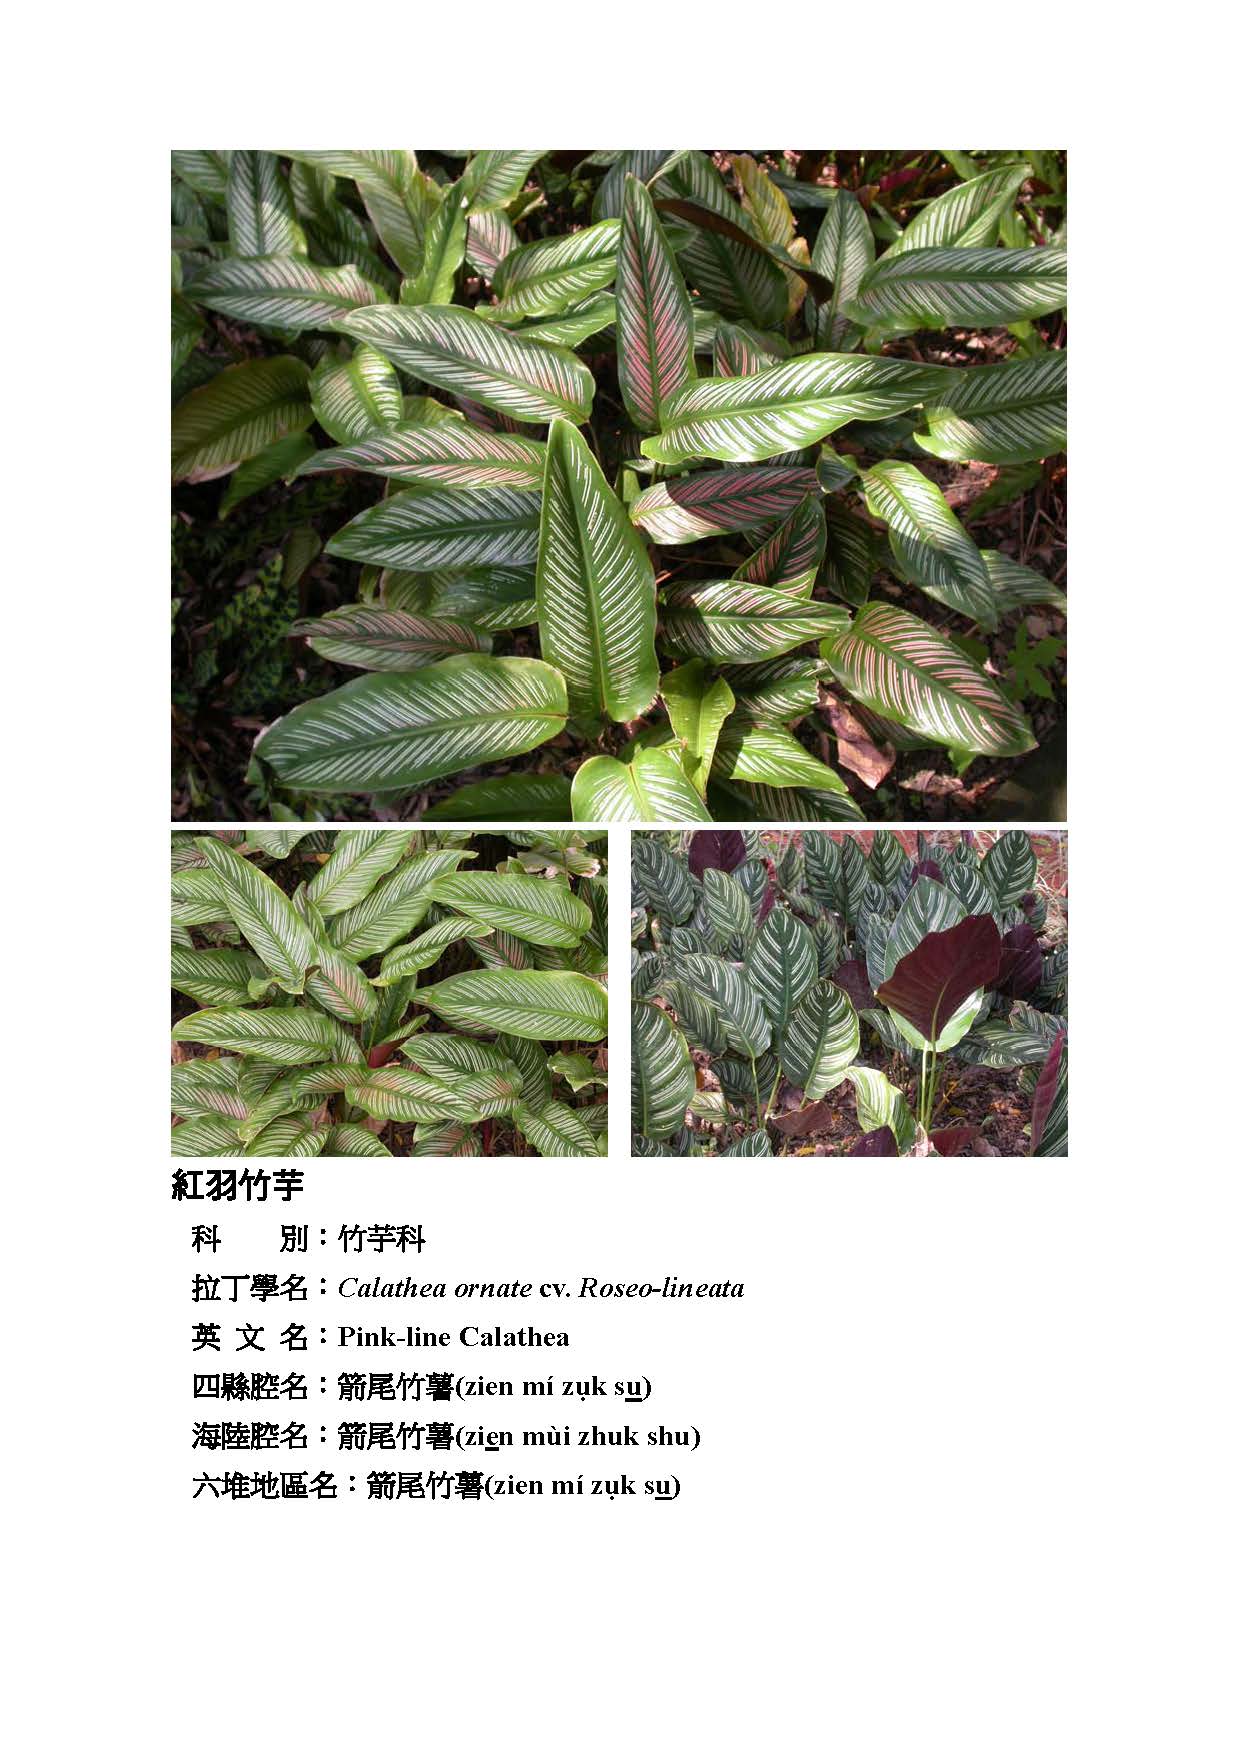 紅羽竹芋
科　　別：竹芋科
拉丁學名：Calathea ornate cv. Roseo-lineata
英 文 名：Pink-line Calathea
四縣腔名：箭尾竹薯(zien mí zụk su̲)
海陸腔名：箭尾竹薯(zie̲n mùi zhuk shu)
六堆地區名：箭尾竹薯(zien mí zụk su̲)